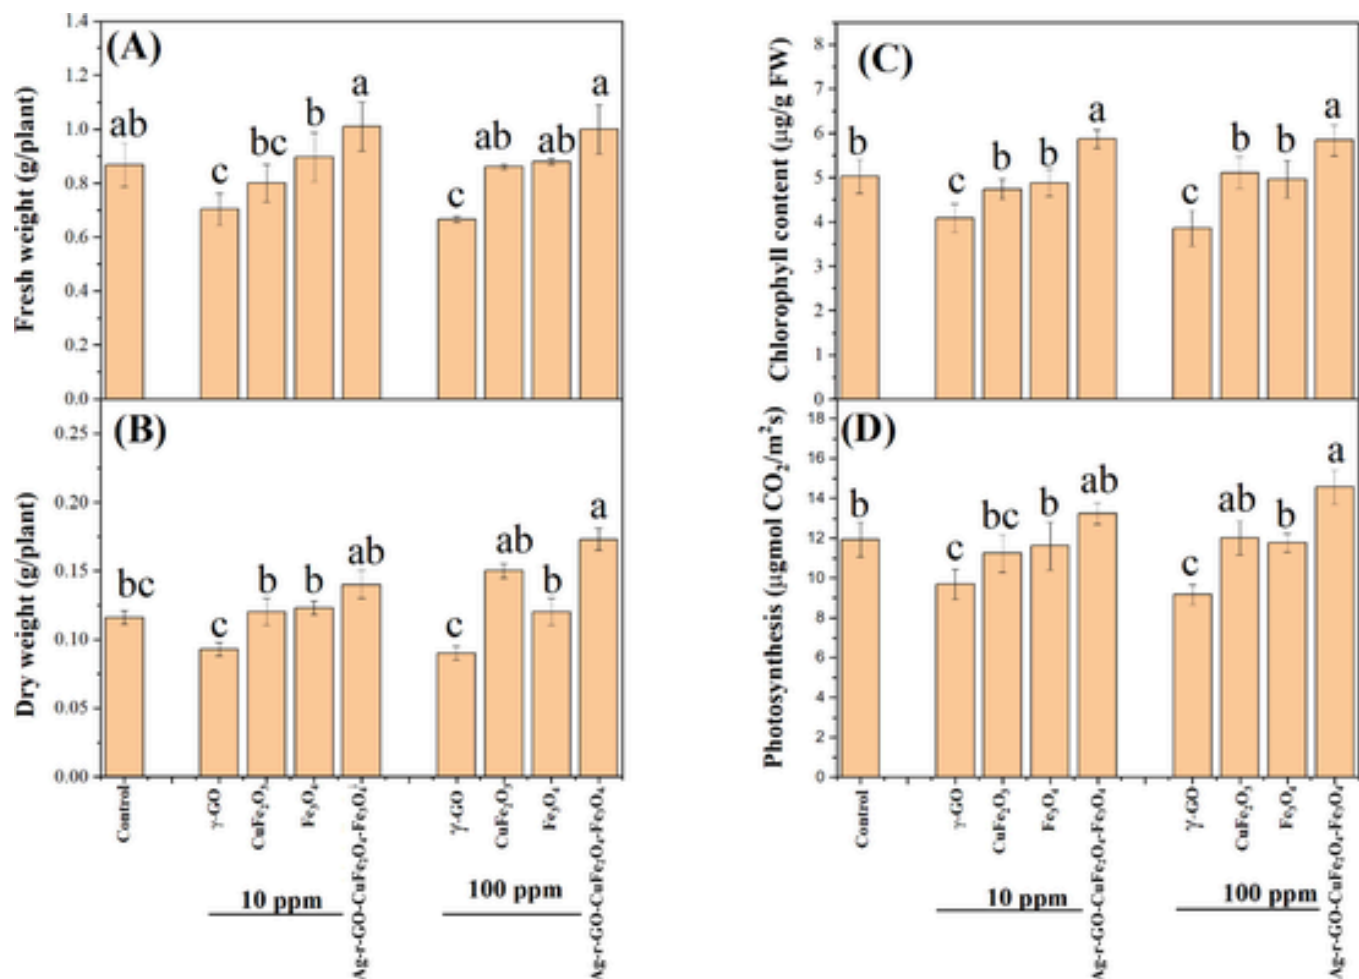 (A)
Fresh weight (g/plant)
1.4
1.2
1.0
0.8
0.6
0.4
0.2
0.0
ab
c
bc
b
a
c
ab
ab
a
(B)
Dry weight (g/plant)
0.25
0.20
0.15
0.10
0.05
0.00
bc
c
b
b
ab
c
ab
b
a
Control
γ-GO
CuFe₂O₃
Fe₃O₄
Ag-r-GO-CuFe₂O₄-Fe₃O₄
γ-GO
CuFe₂O₃
Fe₃O₄
Ag-r-GO-CuFe₂O₄-Fe₃O₄
10 ppm
100 ppm
(C)
Chlorophyll content (µg/g FW)
8
7
6
5
4
3
2
1
0
b
c
b
b
a
c
b
b
a
(D)
Photosynthesis (µgmol CO₂/m²s)
18
16
14
12
10
8
6
4
2
0
b
c
bc
b
ab
c
ab
b
a
Control
γ-GO
CuFe₂O₃
Fe₃O₄
Ag-r-GO-CuFe₂O₄-Fe₃O₄
γ-GO
CuFe₂O₃
Fe₃O₄
Ag-r-GO-CuFe₂O₄-Fe₃O₄
10 ppm
100 ppm